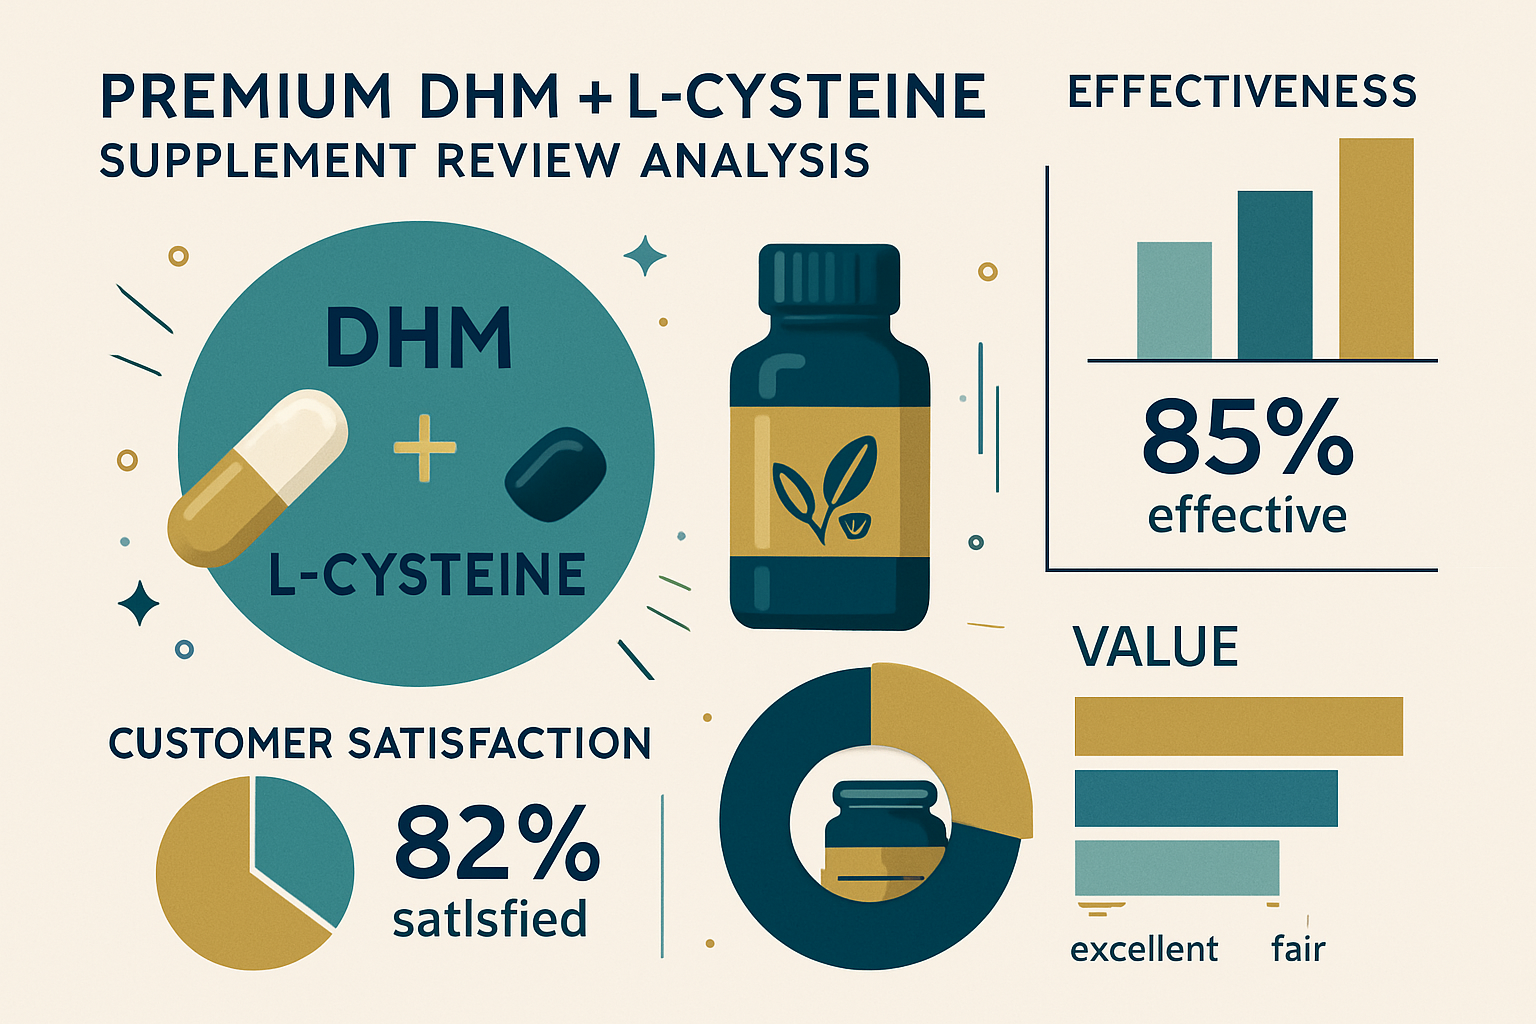 PREMIUM DHM + L-CYSTEINE
SUPPLEMENT REVIEW ANALYSIS
DHM
+
L-CYSTEINE
CUSTOMER SATISFACTION
82%
satlsfied
EFFECTIVENESS
85%
effective
VALUE
excellent fair